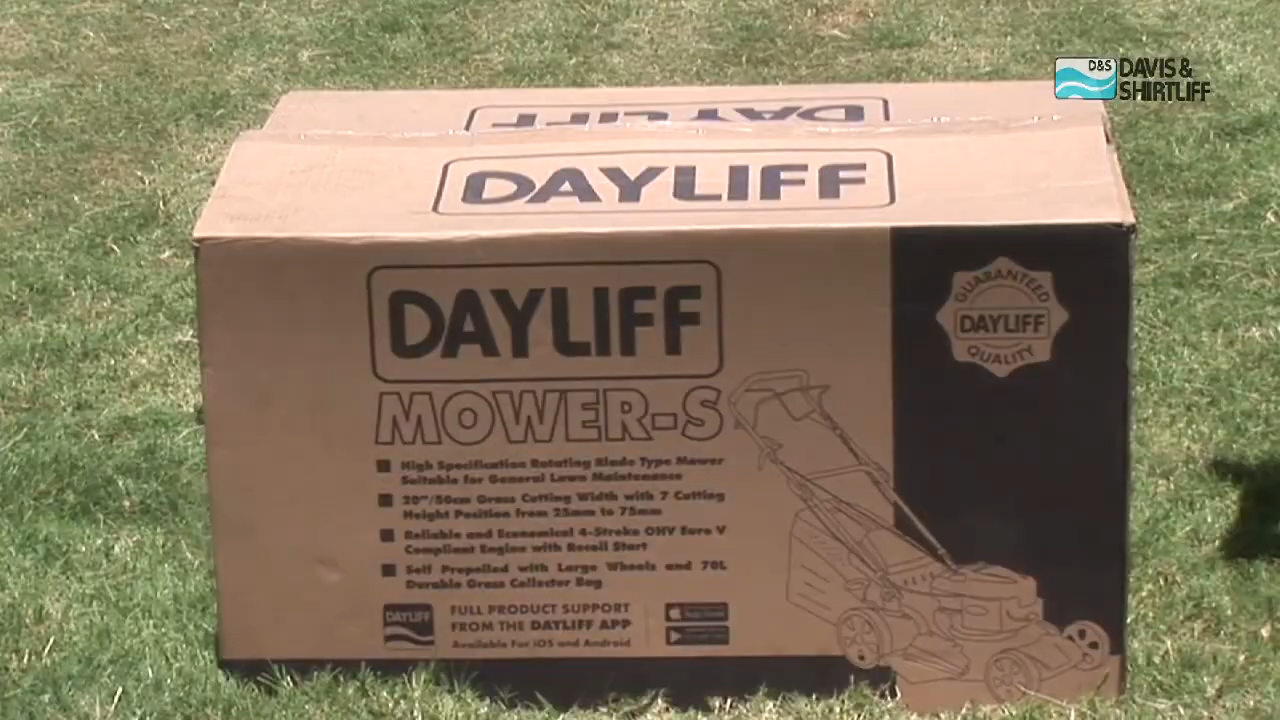 D&S DAVIS &
SHIRTLIFF
DAYLIFF
DAYLIFF
DAYLIFF
MOWER-S
High Specification Rotating Blade Type Mower
Suitable for General Lawn Maintenance
20"/50cm Grass Cutting Width with 7 Cutting
Height Position from 25mm to 75mm
Reliable and Economical 4-Stroke OHV Euro V
Compliant Engine with Recoil Start
Self Propelled with Large Wheels and 70L
Durable Grass Collector Bag
DAYLIFF
FULL PRODUCT SUPPORT
FROM THE DAYLIFF APP
Available For iOS and Android
GUARANTEED
DAYLIFF
QUALITY